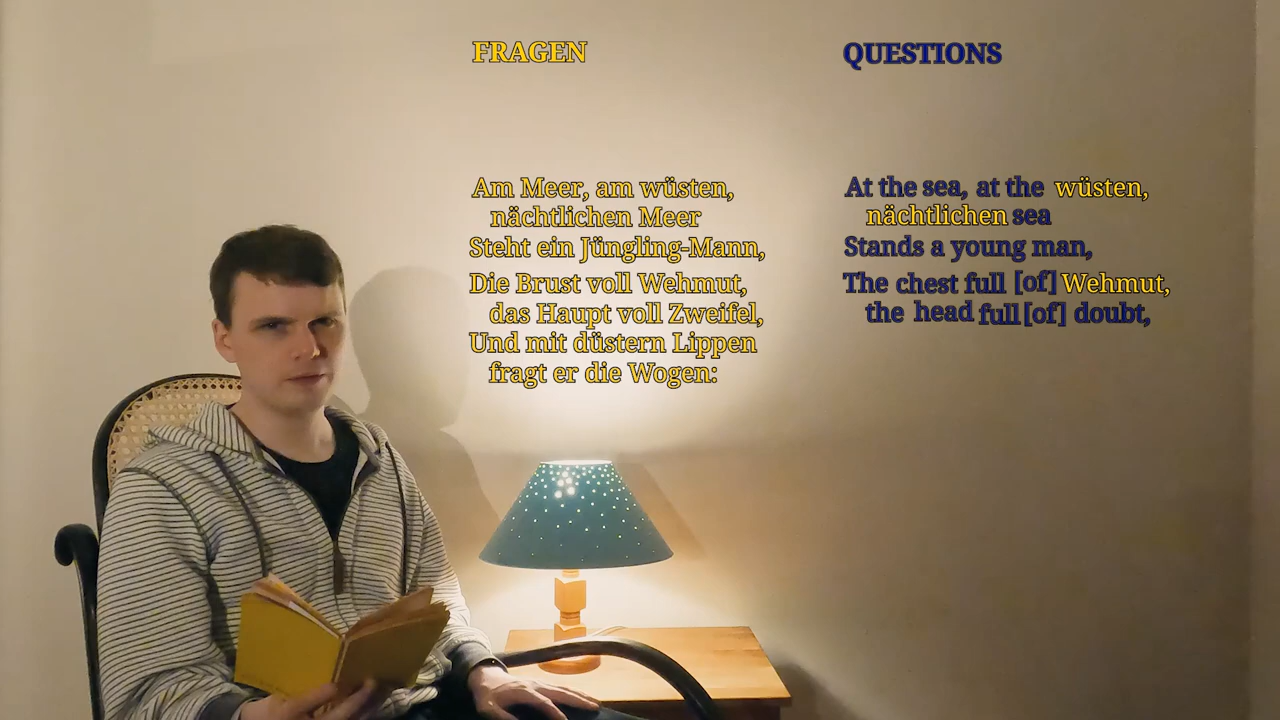 FRAGEN
Am Meer, am wüsten,
nächtlichen Meer
Steht ein Jüngling-Mann,
Die Brust voll Wehmut,
das Haupt voll Zweifel,
Und mit düstern Lippen
fragt er die Wogen:
QUESTIONS
At the sea, at the wüsten,
nächtlichen sea
Stands a young man,
The chest full [of] Wehmut,
the head full [of] doubt,